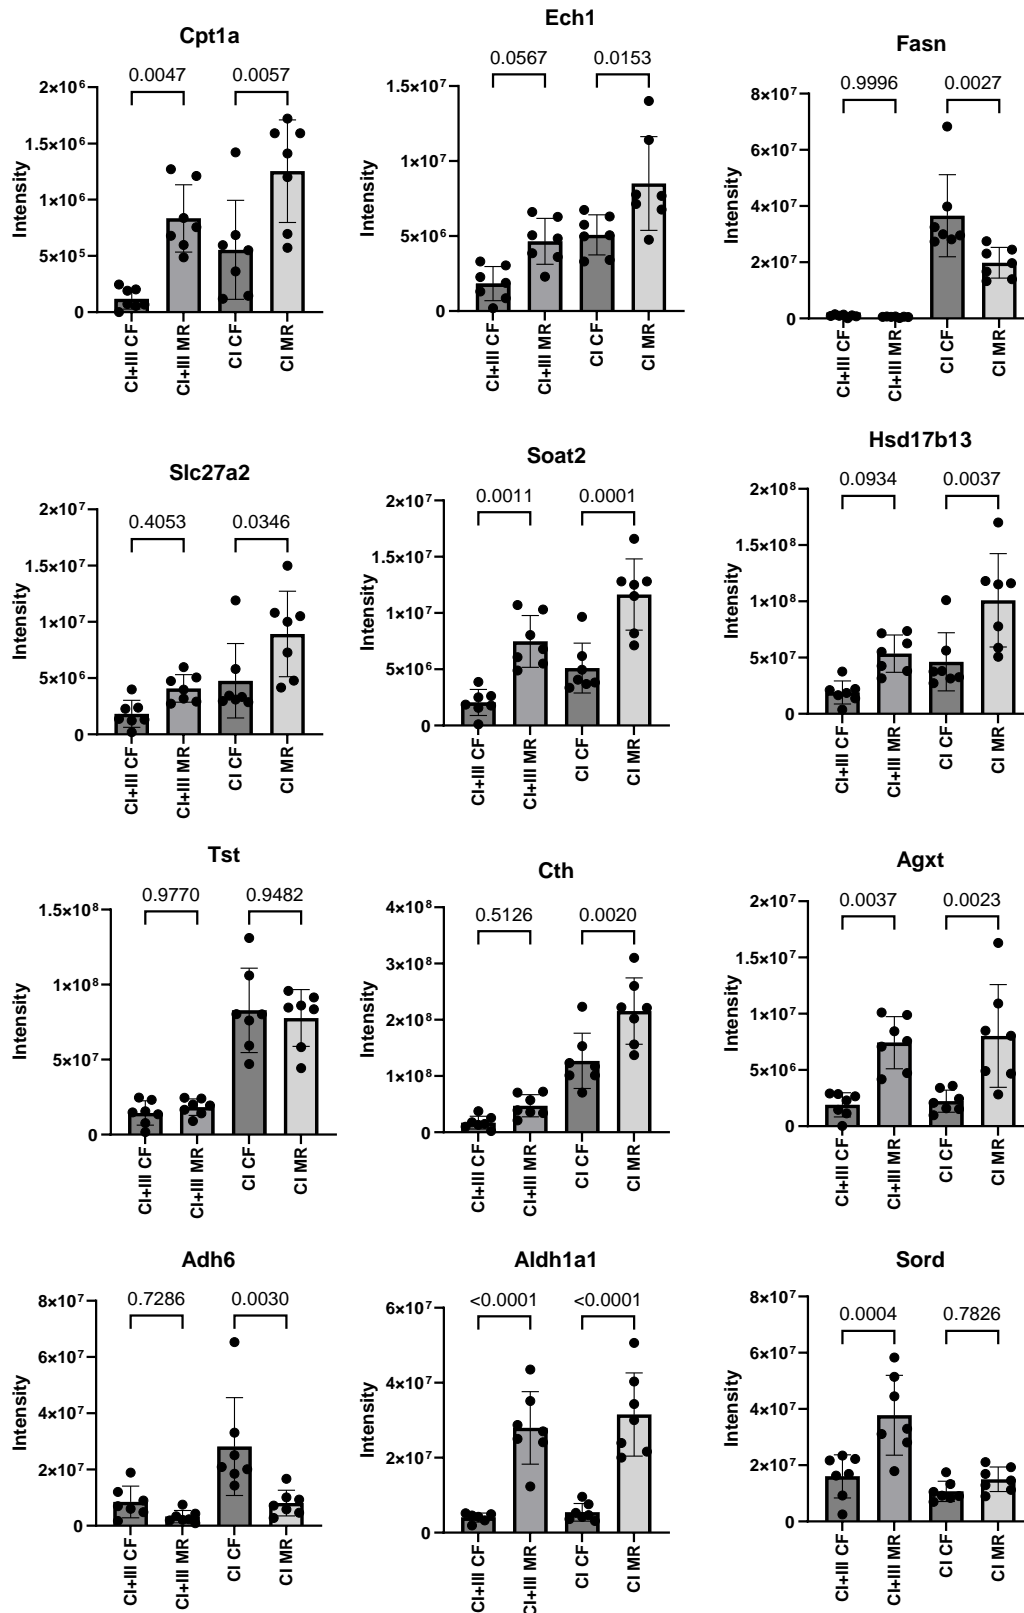 Cpt1a
0.0047 0.0057
2×10⁶
1.5×10⁶
1×10⁶
5×10⁵
0
Intensity
CI+III CF
CI+III MR
CI CF
CI MR
Ech1
0.0567 0.0153
1.5×10⁷
1×10⁷
5×10⁶
0
Intensity
CI+III CF
CI+III MR
CI CF
CI MR
Fasn
0.9996 0.0027
8×10⁷
6×10⁷
4×10⁷
2×10⁷
0
Intensity
CI+III CF
CI+III MR
CI CF
CI MR
Slc27a2
0.4053 0.0346
2×10⁷
1.5×10⁷
1×10⁷
5×10⁶
0
Intensity
CI+III CF
CI+III MR
CI CF
CI MR
Soat2
0.0011 0.0001
2×10⁷
1.5×10⁷
1×10⁷
5×10⁶
0
Intensity
CI+III CF
CI+III MR
CI CF
CI MR
Hsd17b13
0.0934 0.0037
2×10⁸
1.5×10⁸
1×10⁸
5×10⁷
0
Intensity
CI+III CF
CI+III MR
CI CF
CI MR
Tst
0.9770 0.9482
1.5×10⁸
1×10⁸
5×10⁷
0
Intensity
CI+III CF
CI+III MR
CI CF
CI MR
Cth
0.5126 0.0020
4×10⁸
3×10⁸
2×10⁸
1×10⁸
0
Intensity
CI+III CF
CI+III MR
CI CF
CI MR
Agxt
0.0037 0.0023
2×10⁷
1.5×10⁷
1×10⁷
5×10⁶
0
Intensity
CI+III CF
CI+III MR
CI CF
CI MR
Adh6
0.7286 0.0030
8×10⁷
6×10⁷
4×10⁷
2×10⁷
0
Intensity
CI+III CF
CI+III MR
CI CF
CI MR
Aldh1a1
<0.0001 <0.0001
6×10⁷
4×10⁷
2×10⁷
0
Intensity
CI+III CF
CI+III MR
CI CF
CI MR
Sord
0.0004 0.7826
8×10⁷
6×10⁷
4×10⁷
2×10⁷
0
Intensity
CI+III CF
CI+III MR
CI CF
CI MR